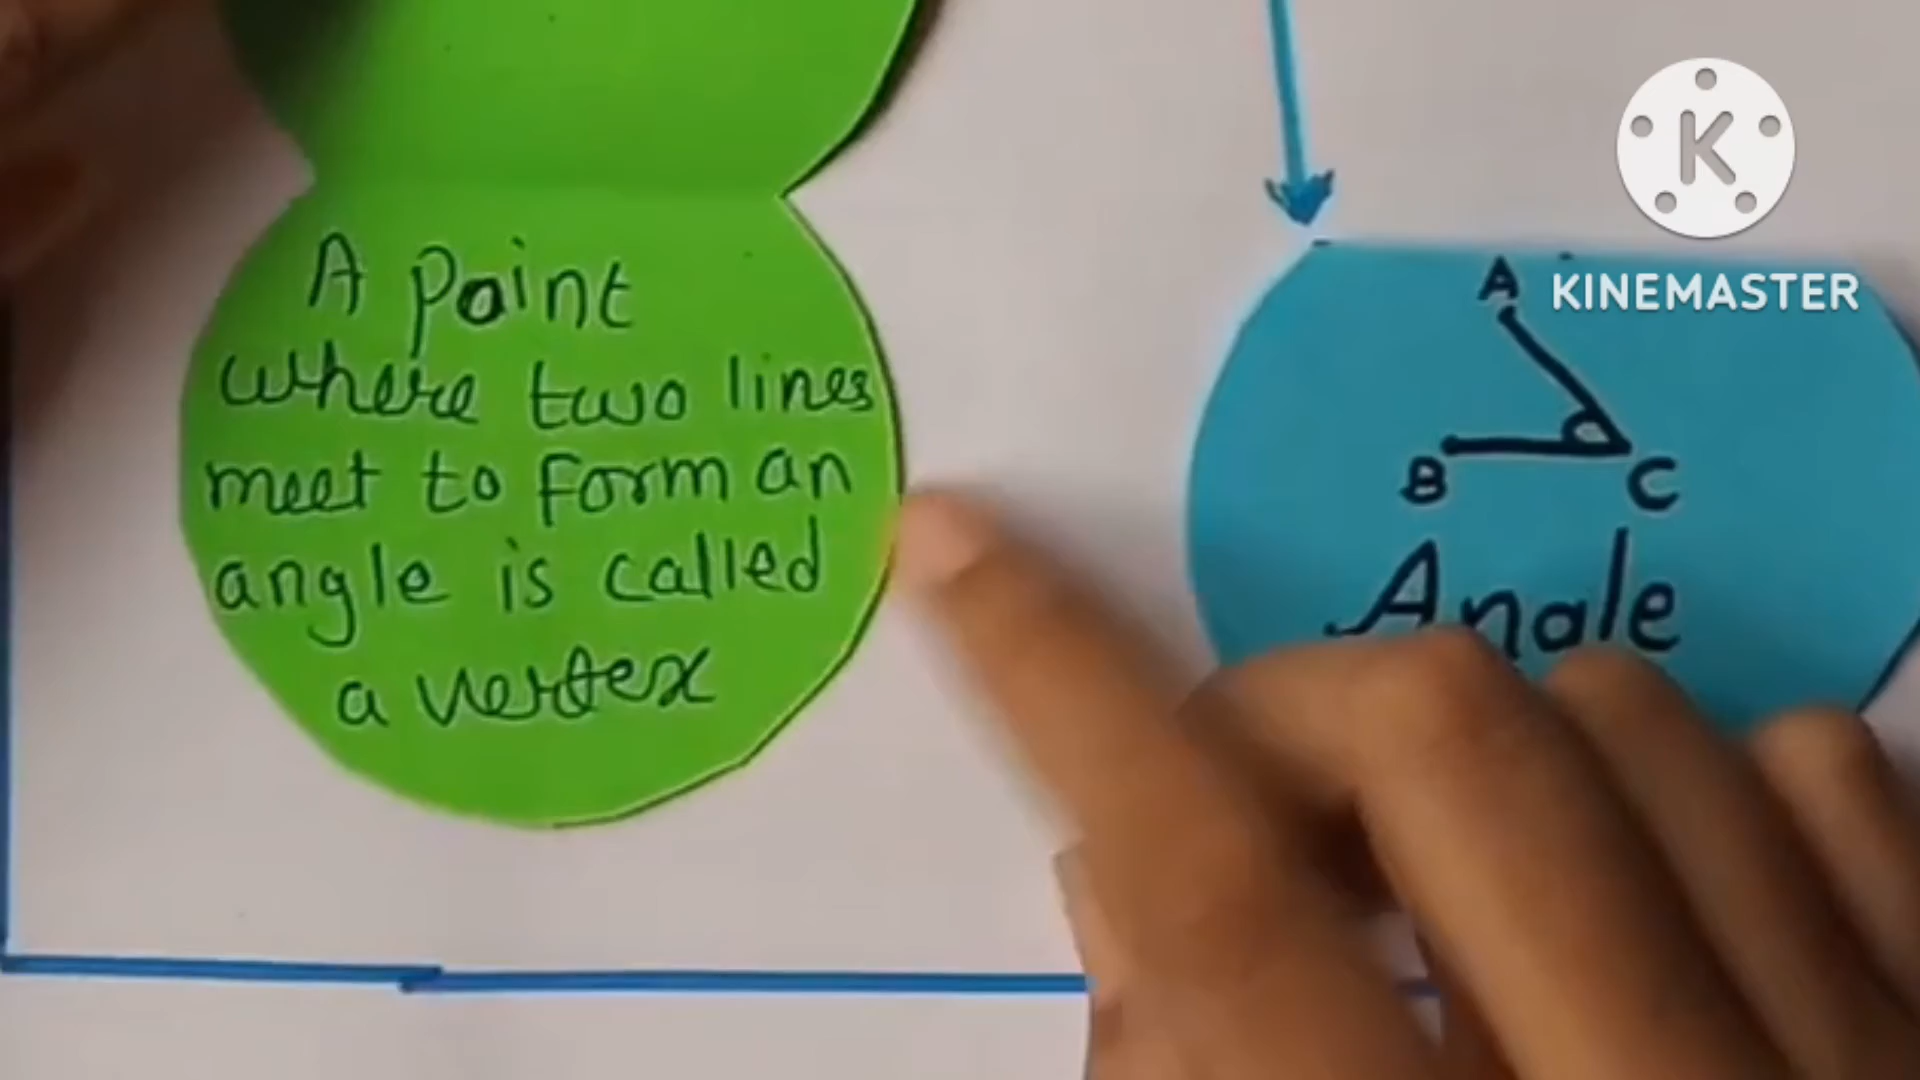 A point
where two lines
meet to form an
angle is called
a vertex
A
B
C
Angle
K
KINEMASTER